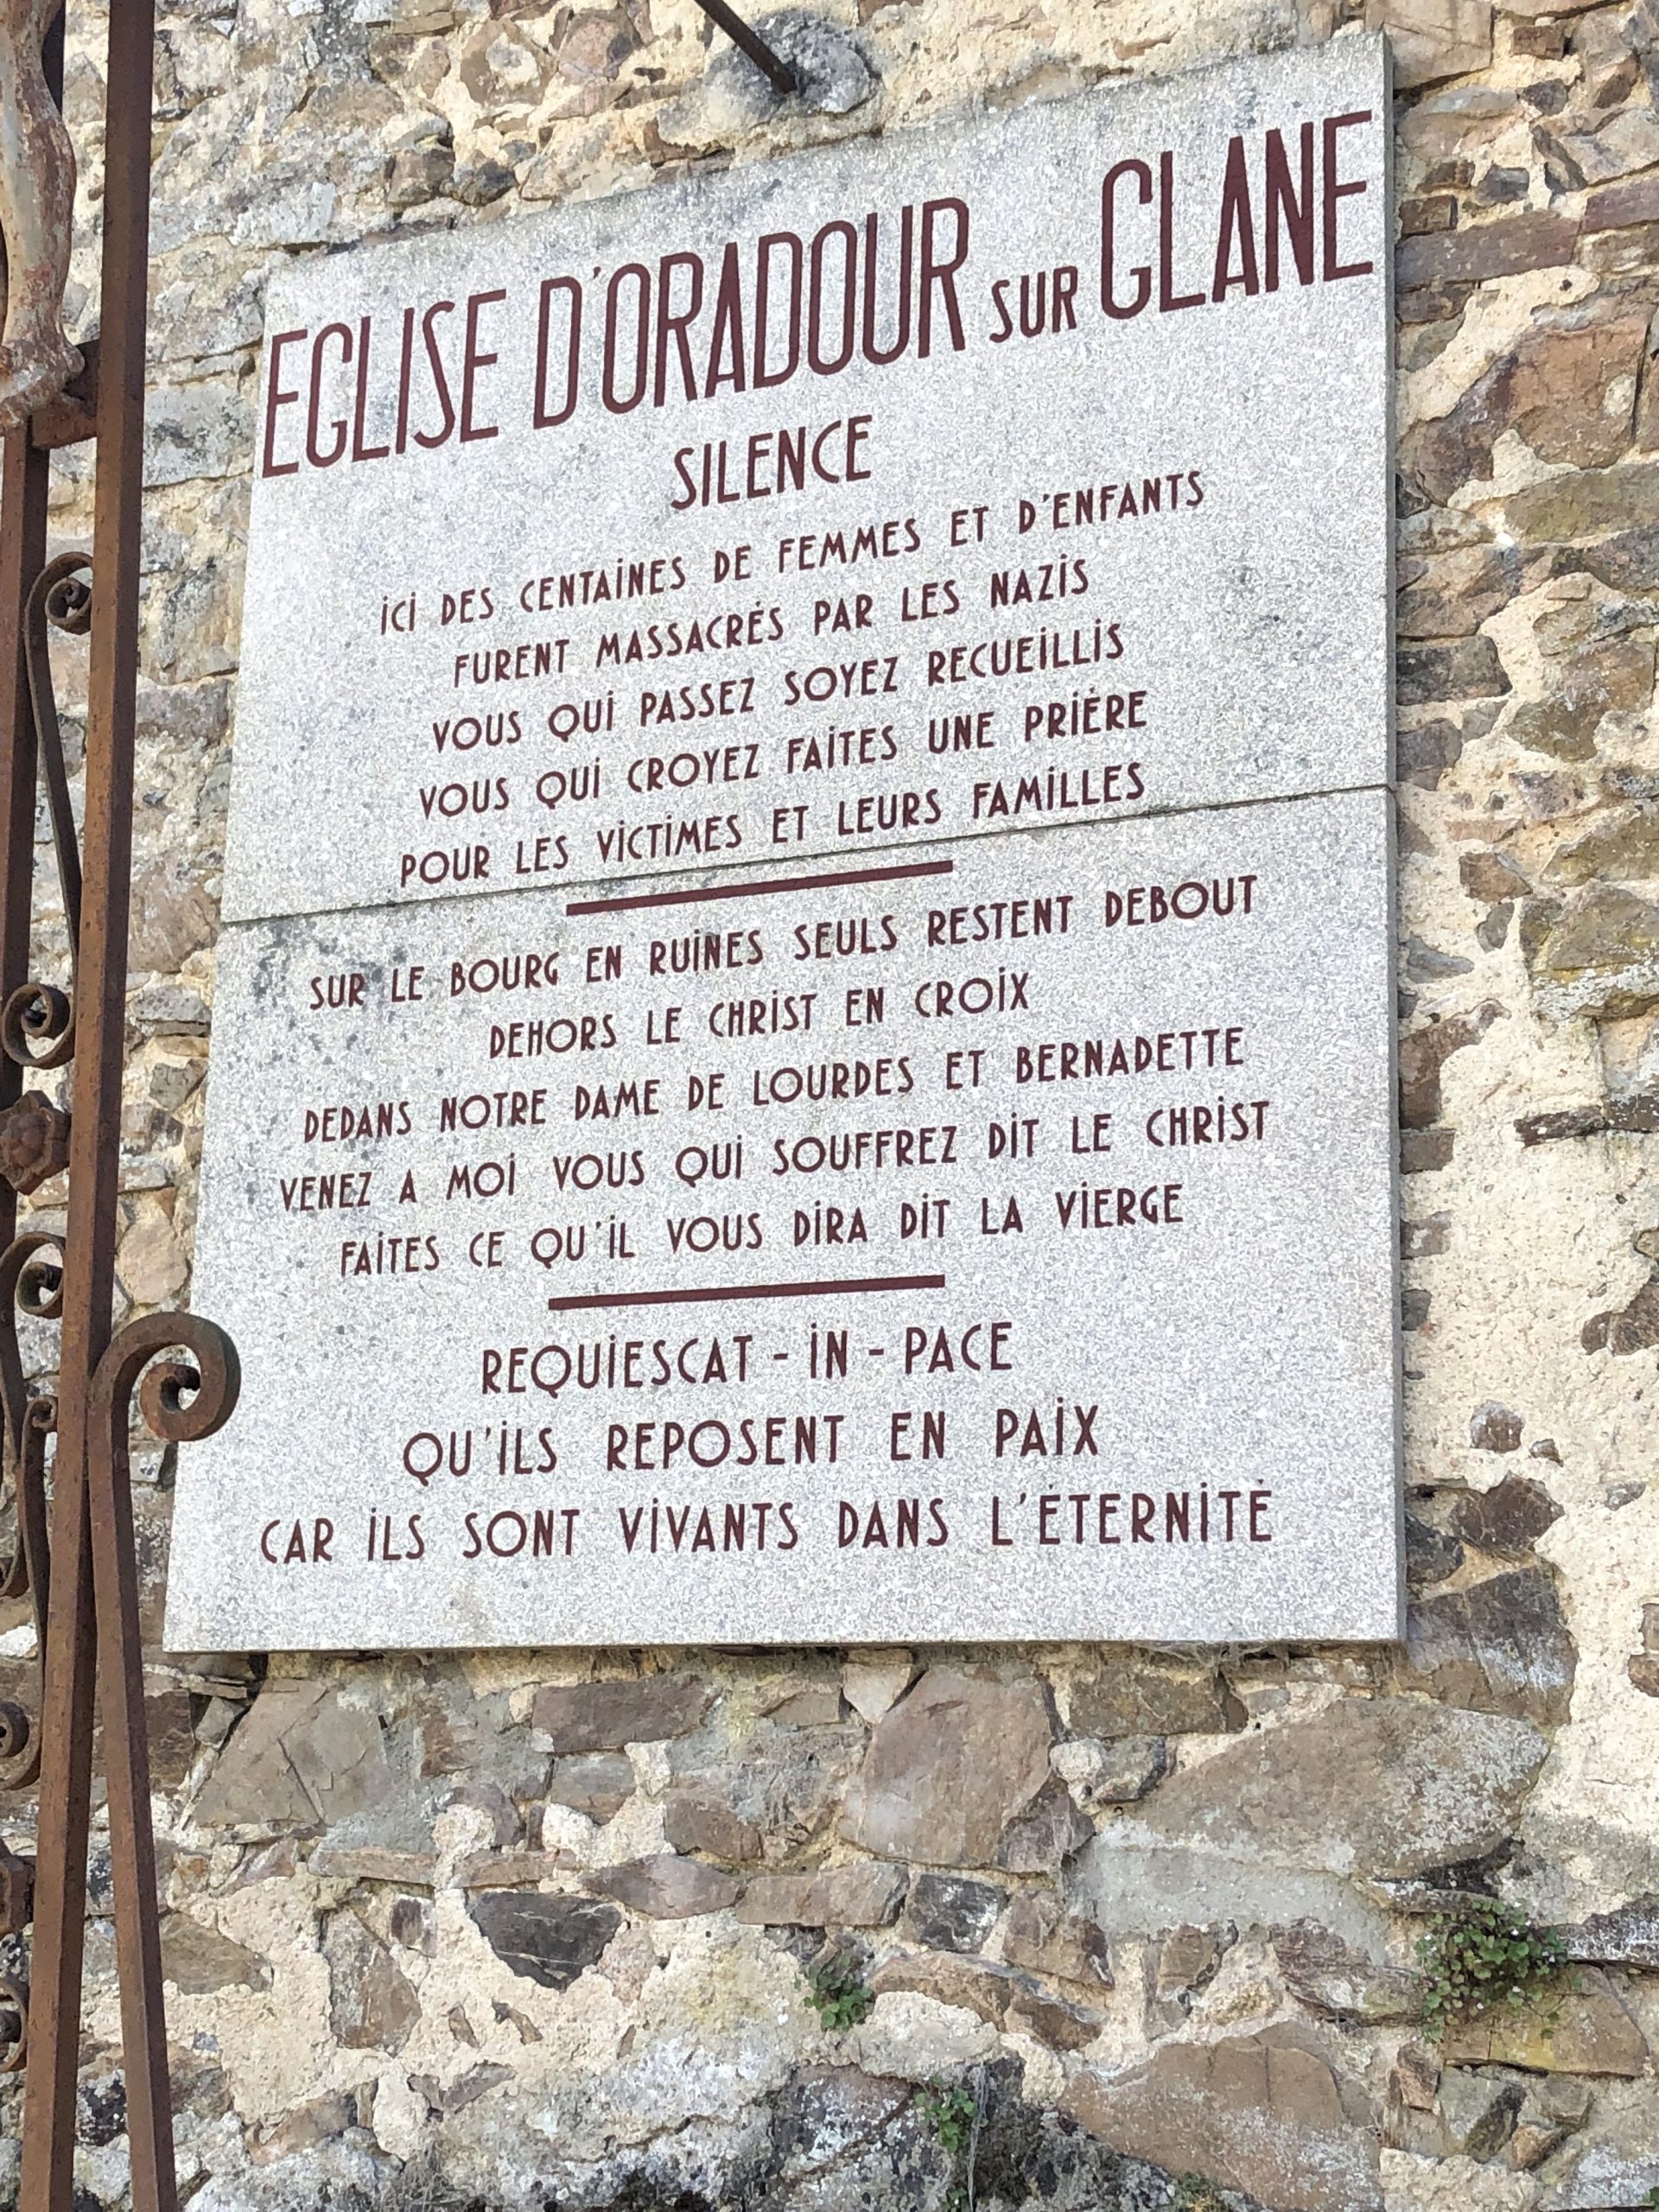 EGLISE D'ORADOUR SUR GLANE
SILENCE
ICI DES CENTAINES DE FEMMES ET D'ENFANTS
FURENT MASSACRÉS PAR LES NAZIS
VOUS QUI PASSEZ SOYEZ RECUEILLIS
VOUS QUI CROYEZ FAITES UNE PRIÈRE
POUR LES VICTIMES ET LEURS FAMILLES
SUR LE BOURG EN RUINES SEULS RESTENT DEBOUT
DEHORS LE CHRIST EN CROIX
DEDANS NOTRE DAME DE LOURDES ET BERNADETTE
VENEZ A MOI VOUS QUI SOUFFREZ DIT LE CHRIST
FAITES CE QU'IL VOUS DIRA DIT LA VIERGE
REQUIESCAT - IN - PACE
QU'ILS REPOSENT EN PAIX
CAR ILS SONT VIVANTS DANS L'ÉTERNITÉ